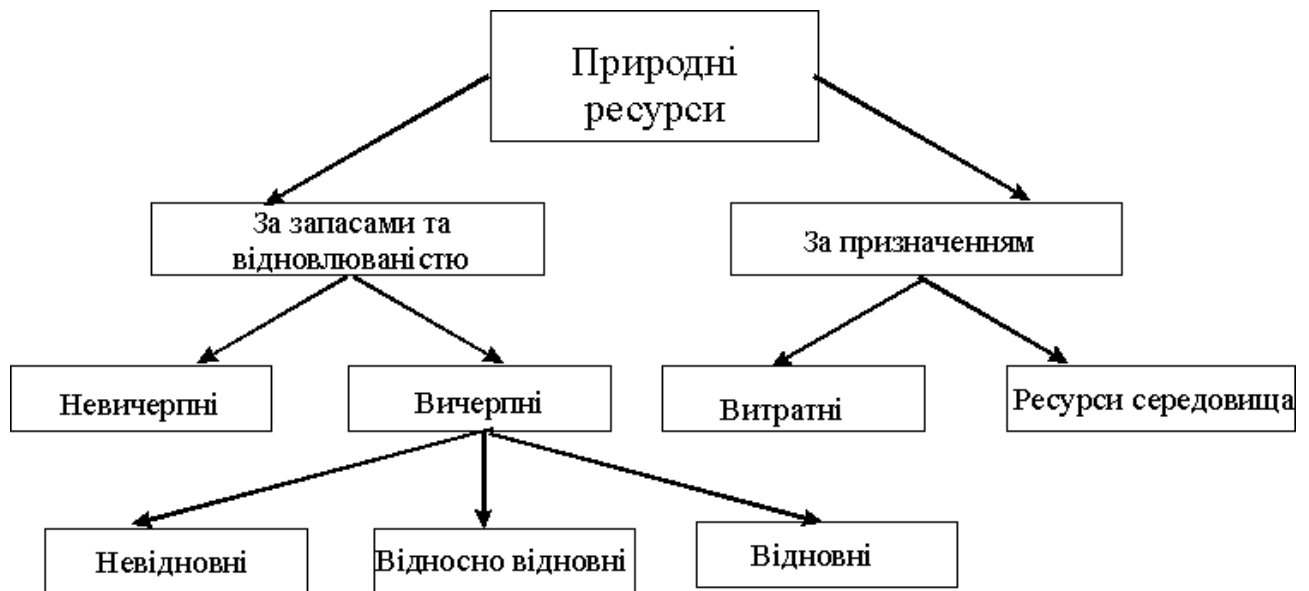 Природні
ресурси
За запасами та
відновлюваністю
За призначенням
Невичерпні
Вичерпні
Витратні
Ресурси середовища
Невідновні
Відносно відновні
Відновні